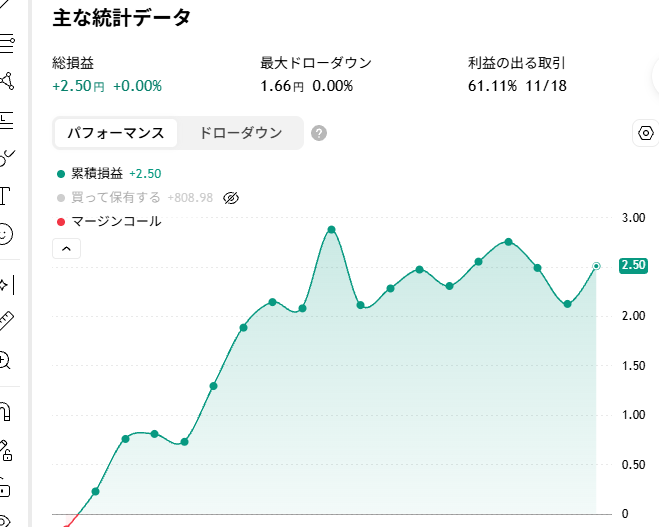 主な統計データ
総損益 最大ドローダウン 利益の出る取引
+2.50円 +0.00% 1.66円 0.00% 61.11% 11/18
パフォーマンス ドローダウン ?
累積損益 +2.50
買って保有する +808.98
マージンコール
3.00
2.50
2.00
1.50
1.00
0.50
0